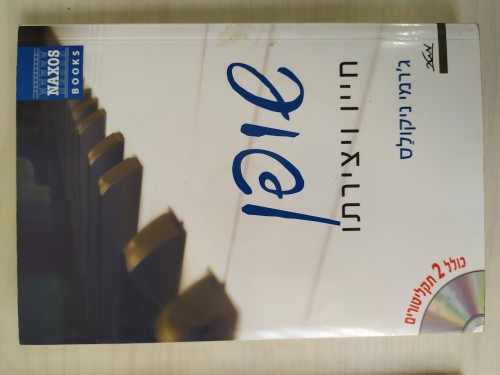 ג'רמי ניקולס
חייו ויצירתו
שופן
כולל 2 תקליטורים
NAXOS
BOOKS